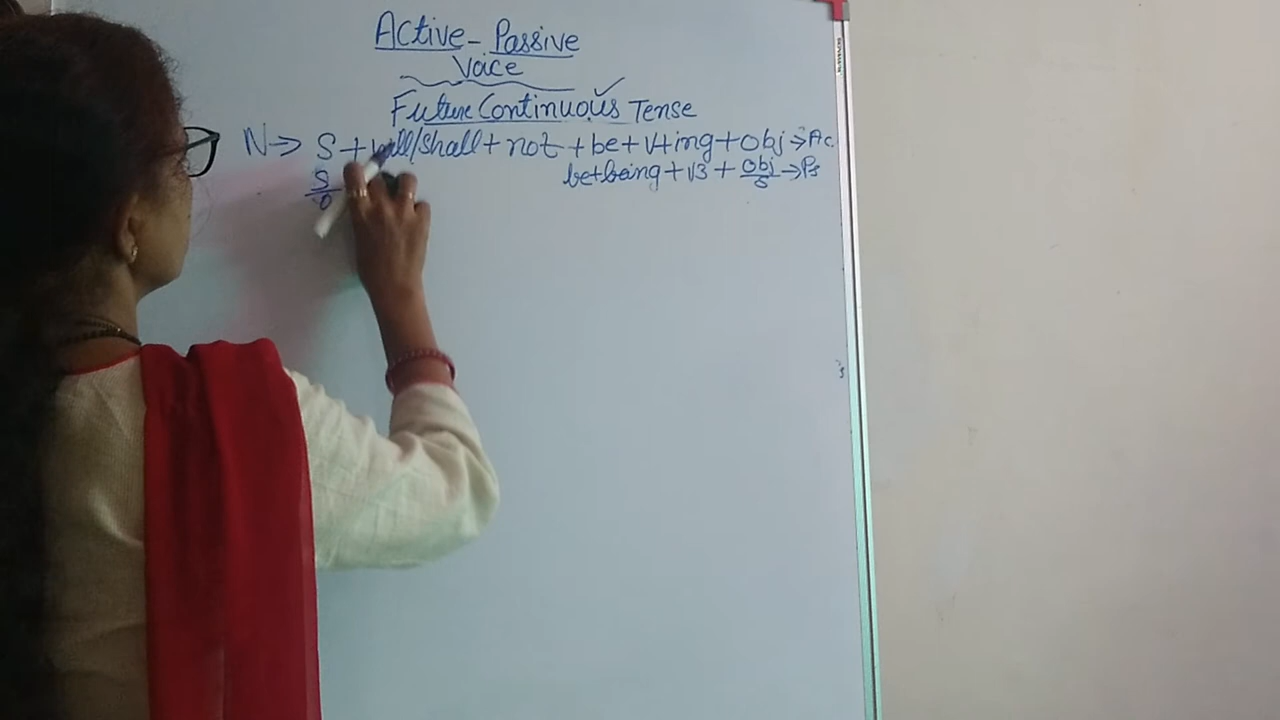 Active - Passive
Voice
Future Continuous Tense
N → S + will/shall + not + be + V+ing + Obj → Ac
S/O be+being + V3 + Obj/S → Ps